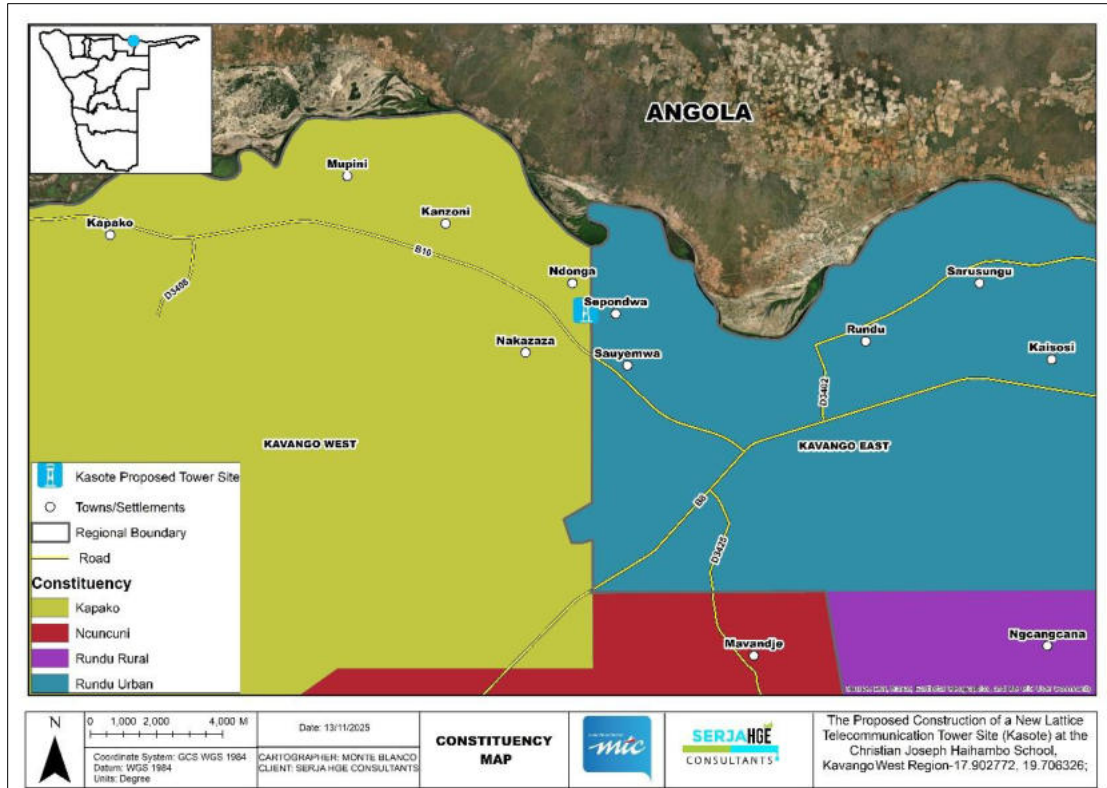 ANGOLA
Mupini
Kapako
Kanzoni
B10
D3408
Ndonga
Sepondwa
Sarusungu
Nakazaza
Sauyemwa
Rundu
Kaisosi
D3402
KAVANGO WEST
KAVANGO EAST
B8
D3425
Mavandje
Ngcangcana
Kasote Proposed Tower Site
Towns/Settlements
Regional Boundary
Road
Constituency
Kapako
Ncuncuni
Rundu Rural
Rundu Urban
N
0 1,000 2,000 4,000 M
Coordinate System: GCS WGS 1984
Datum: WGS 1984
Units: Degree
Date: 13/11/2025
CARTOGRAPHER: MONTE BLANCO
CLIENT: SERJA HGE CONSULTANTS
CONSTITUENCY
MAP
mtc
SERJA HGE
CONSULTANTS
The Proposed Construction of a New Lattice
Telecommunication Tower Site (Kasote) at the
Christian Joseph Haihambo School,
Kavango West Region-17.902772, 19.706326;